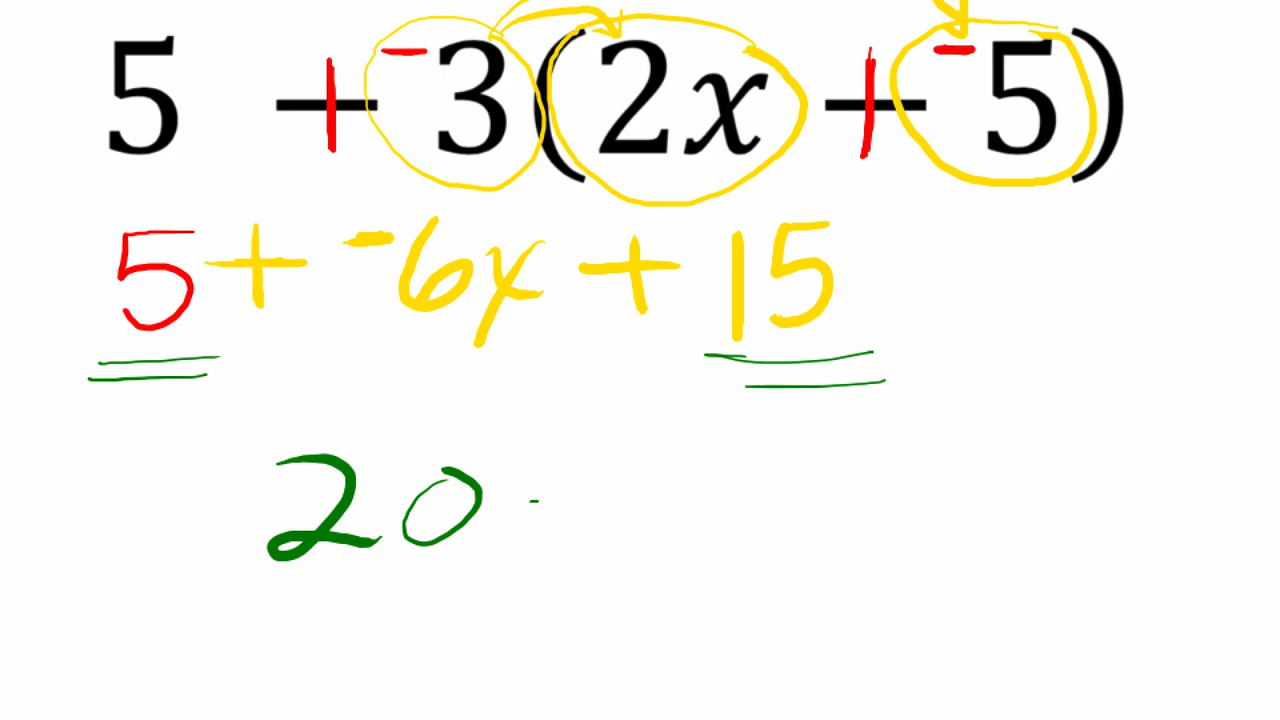 5 + ⁻3(2x + ⁻5)
5 + ⁻6x + 15
20 -